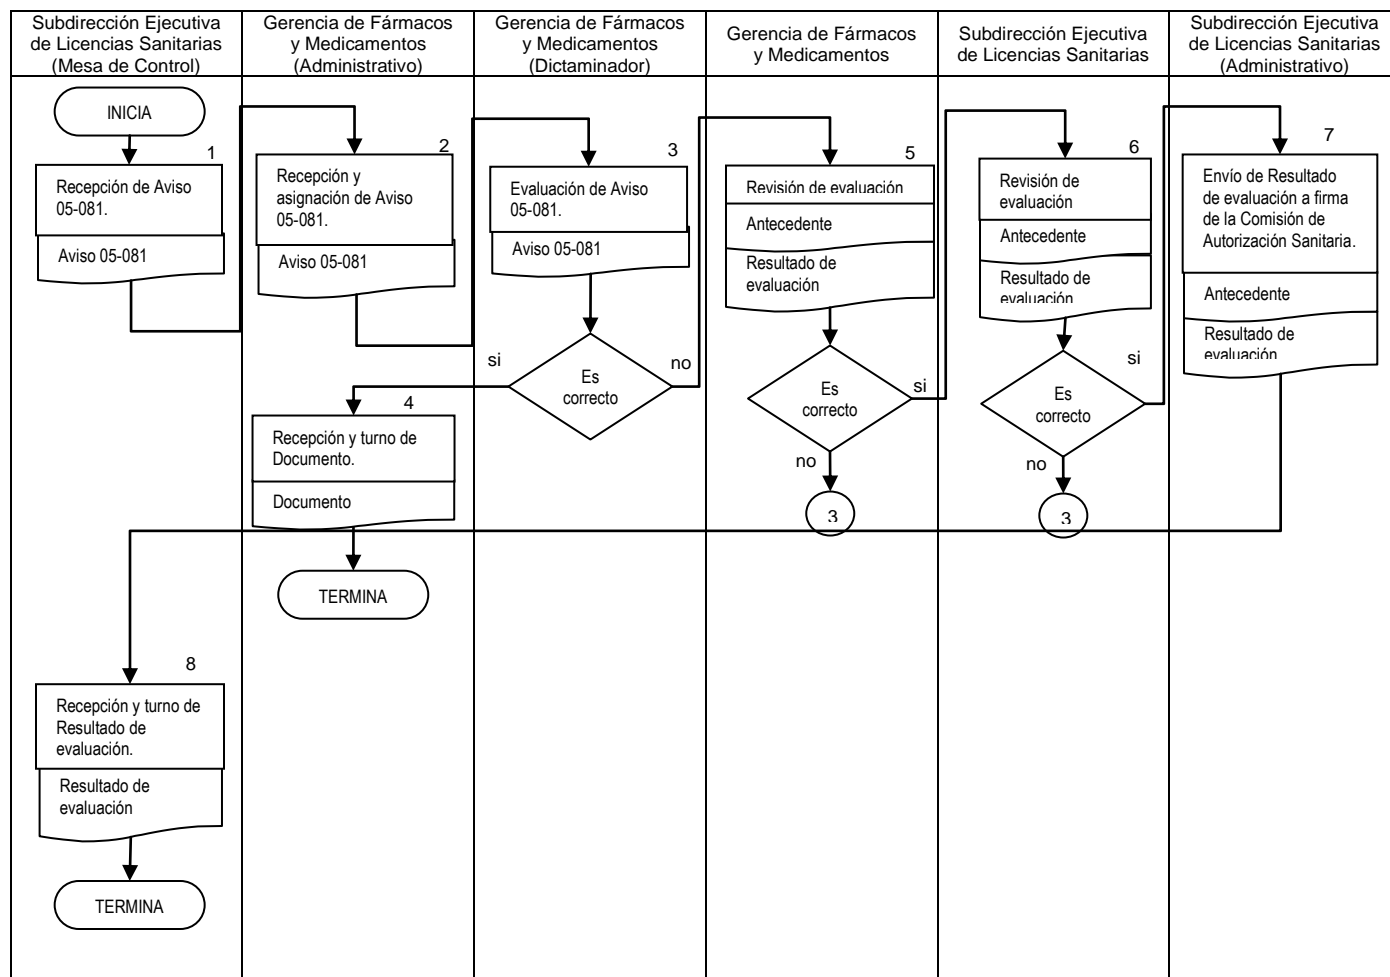 Subdirección Ejecutiva
de Licencias Sanitarias
(Mesa de Control)
Gerencia de Fármacos
y Medicamentos
(Administrativo)
Gerencia de Fármacos
y Medicamentos
(Dictaminador)
Gerencia de Fármacos
y Medicamentos
Subdirección Ejecutiva
de Licencias Sanitarias
Subdirección Ejecutiva
de Licencias Sanitarias
(Administrativo)
INICIA
1
Recepción de Aviso
05-081.
Aviso 05-081
2
Recepción y
asignación de Aviso
05-081.
Aviso 05-081
3
Evaluación de Aviso
05-081.
Aviso 05-081
si
Es
correcto
no
4
Recepción y turno de
Documento.
Documento
TERMINA
5
Revisión de evaluación
Antecedente
Resultado de
evaluación
Es
correcto
si
no
3
6
Revisión de
evaluación
Antecedente
Resultado de
evaluación
Es
correcto
si
no
3
7
Envío de Resultado
de evaluación a firma
de la Comisión de
Autorización Sanitaria.
Antecedente
Resultado de
evaluación
8
Recepción y turno de
Resultado de
evaluación.
Resultado de
evaluación
TERMINA